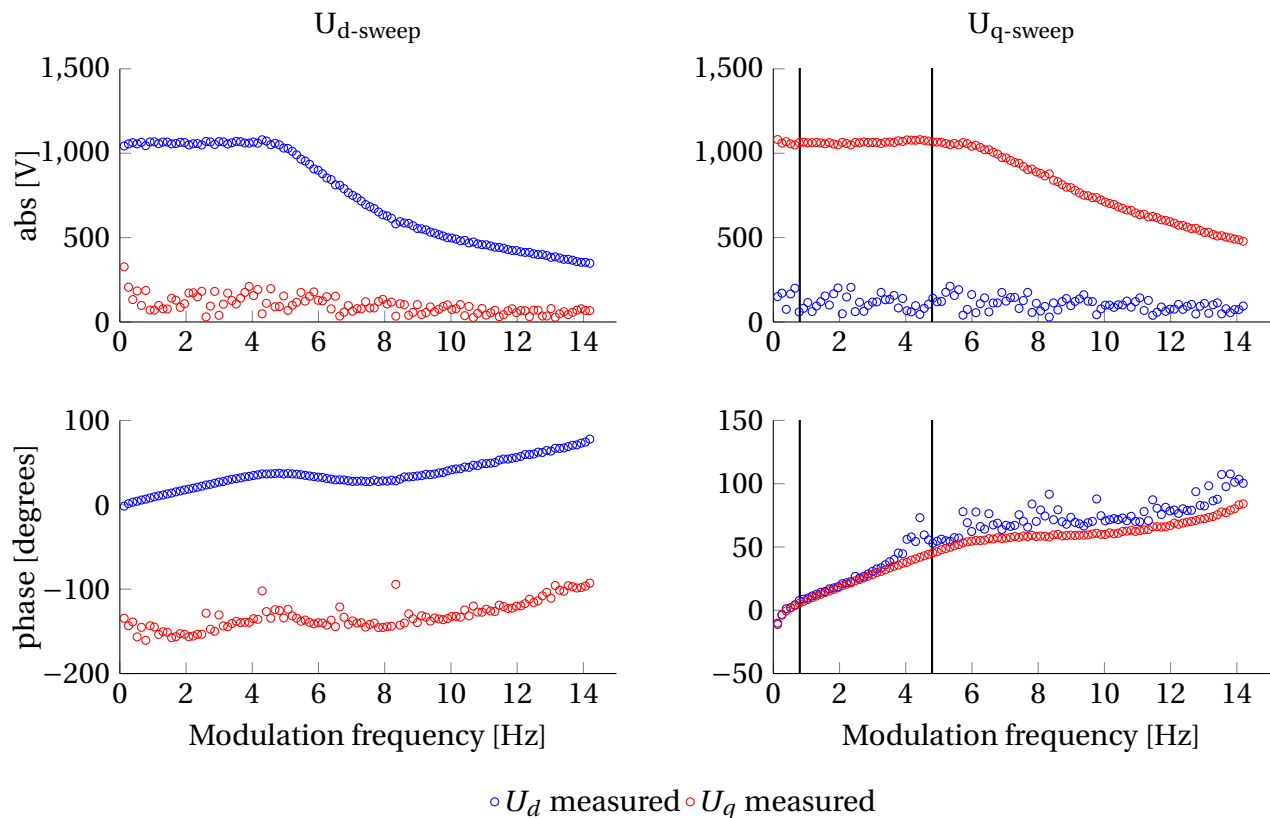 U_d-sweep
U_q-sweep
1,500
1,000
500
0
abs [V]
0 2 4 6 8 10 12 14
1,500
1,000
500
0
0 2 4 6 8 10 12 14
100
0
−100
−200
phase [degrees]
0 2 4 6 8 10 12 14
Modulation frequency [Hz]
150
100
50
0
−50
0 2 4 6 8 10 12 14
Modulation frequency [Hz]
U_d measured U_q measured